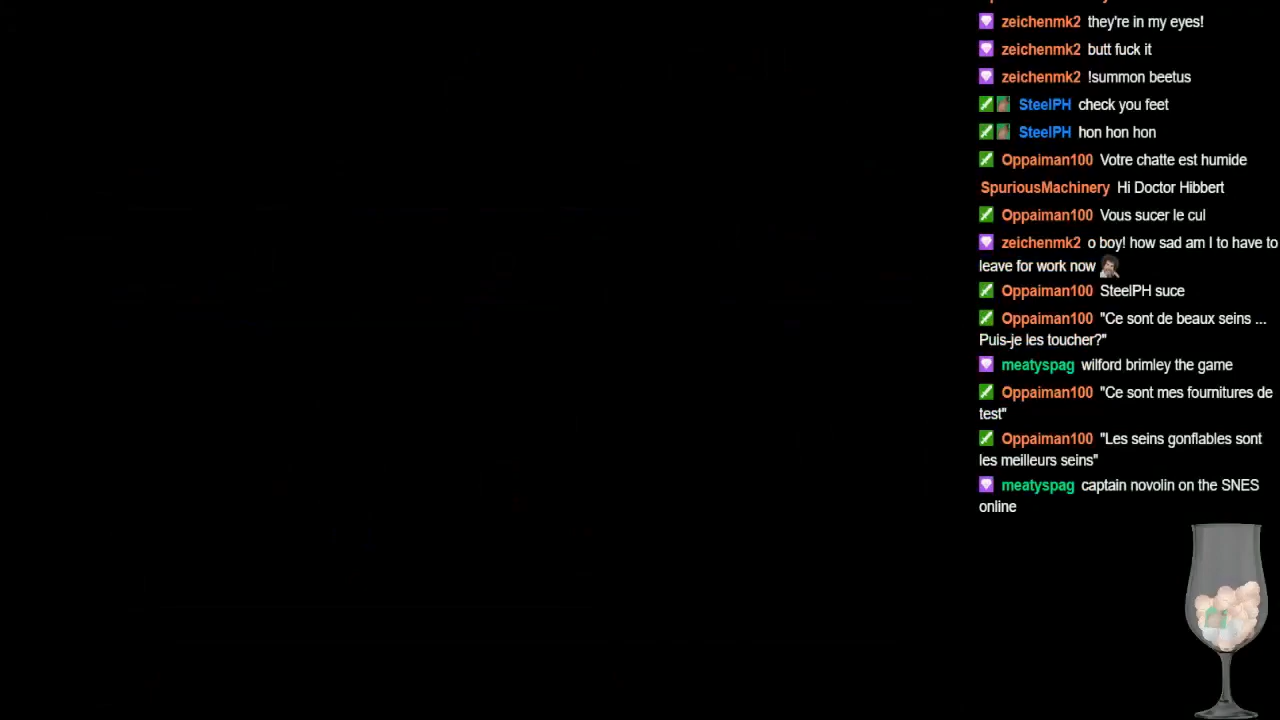 zeichenmk2 they're in my eyes!
zeichenmk2 butt fuck it
zeichenmk2 !summon beetus
SteelPH check you feet
SteelPH hon hon hon
Oppaiman100 Votre chatte est humide
SpuriousMachinery Hi Doctor Hibbert
Oppaiman100 Vous sucer le cul
zeichenmk2 o boy! how sad am I to have to
leave for work now
Oppaiman100 SteelPH suce
Oppaiman100 "Ce sont de beaux seins ...
Puis-je les toucher?"
meatyspag wilford brimley the game
Oppaiman100 "Ce sont mes fournitures de
test"
Oppaiman100 "Les seins gonflables sont
les meilleurs seins"
meatyspag captain novolin on the SNES
online